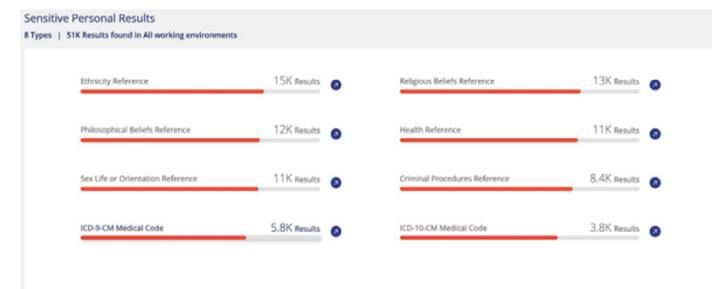 Sensitive Personal Results
8 Types | 51K Results found in All working environments
Ethnicity Reference 15K Results
Religious Beliefs Reference 13K Results
Philosophical Beliefs Reference 12K Results
Health Reference 11K Results
Sex Life or Orientation Reference 11K Results
Criminal Procedures Reference 8.4K Results
ICD-9-CM Medical Code 5.8K Results
ICD-10-CM Medical Code 3.8K Results